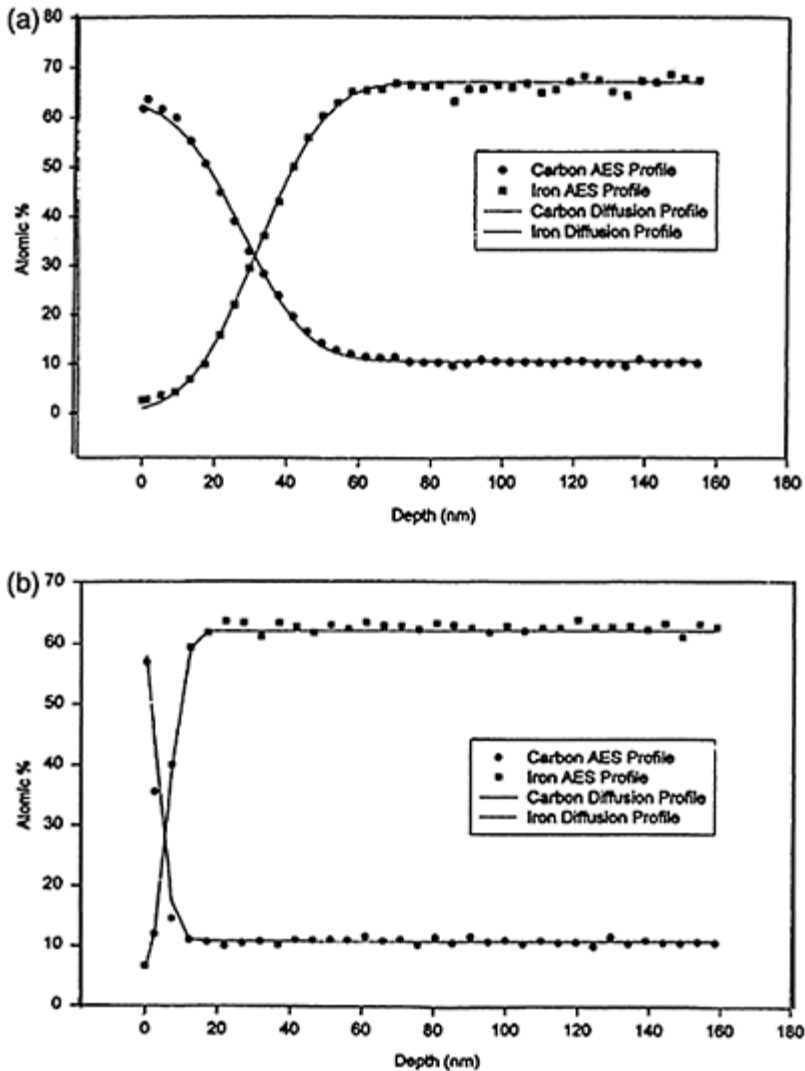 (a)
80
70
60
50
40
30
20
10
0
Atomic %
Carbon AES Profile
Iron AES Profile
Carbon Diffusion Profile
Iron Diffusion Profile
0 20 40 60 80 100 120 140 160 180
Depth (nm)
(b)
70
60
50
40
30
20
10
0
Atomic %
Carbon AES Profile
Iron AES Profile
Carbon Diffusion Profile
Iron Diffusion Profile
0 20 40 60 80 100 120 140 160 180
Depth (nm)